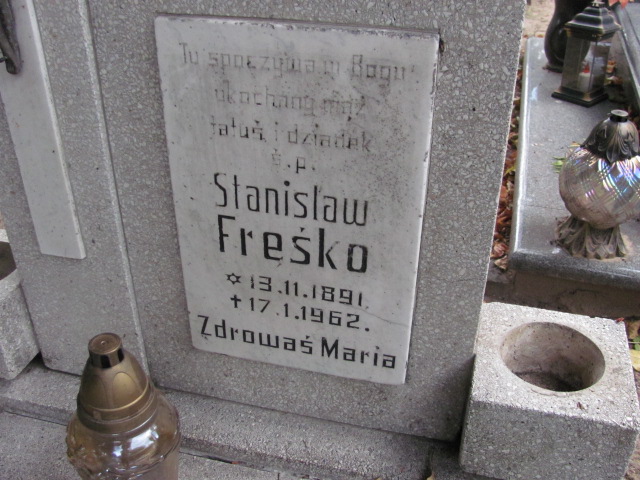 Tu spoczywa w Bogu
ukochany mąż
tatuś i dziadek
ś.p.
Stanisław
Freśko
✡ 13.11.1891
✝ 17.1.1962.
Zdrowaś Maria